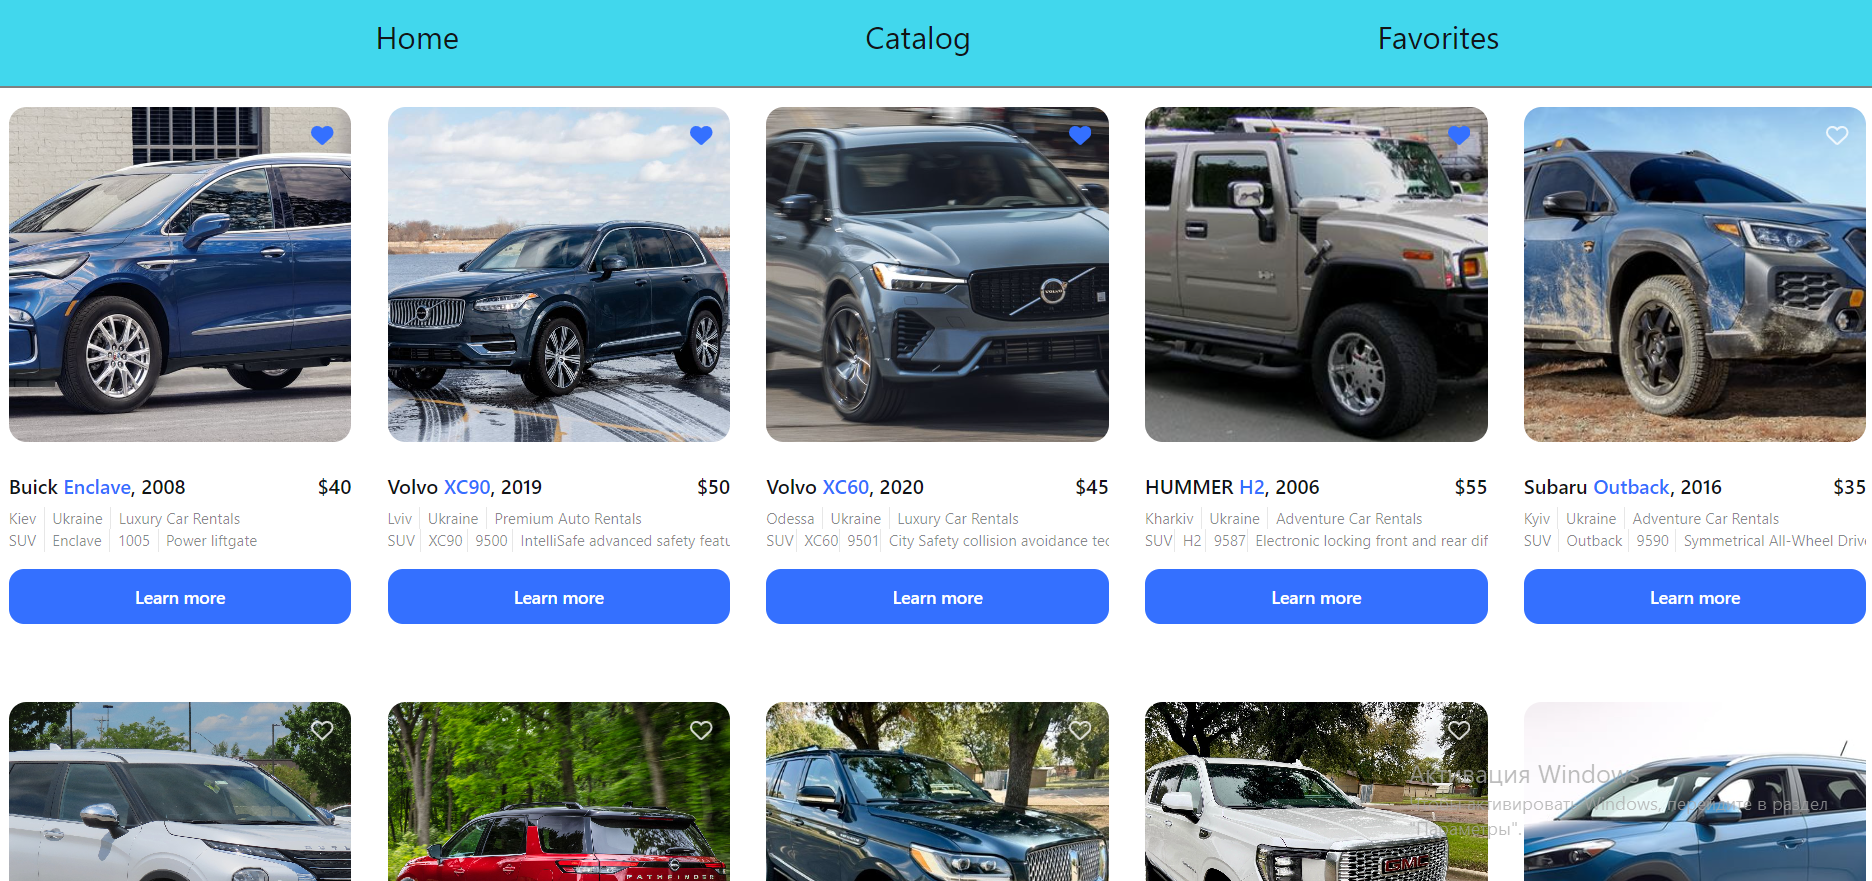 Home Catalog Favorites
Buick Enclave, 2008 $40
Kiev Ukraine Luxury Car Rentals
SUV Enclave 1005 Power liftgate
Learn more
Volvo XC90, 2019 $50
Lviv Ukraine Premium Auto Rentals
SUV XC90 9500 IntelliSafe advanced safety featu
Learn more
Volvo XC60, 2020 $45
Odessa Ukraine Luxury Car Rentals
SUV XC60 9501 City Safety collision avoidance tec
Learn more
HUMMER H2, 2006 $55
Kharkiv Ukraine Adventure Car Rentals
SUV H2 9587 Electronic locking front and rear dif
Learn more
Subaru Outback, 2016 $35
Kyiv Ukraine Adventure Car Rentals
SUV Outback 9590 Symmetrical All-Wheel Drive
Learn more
PATHFINDER
GMC
Активация Windows
активировать Windows, перейдите в раздел
"Параметры".